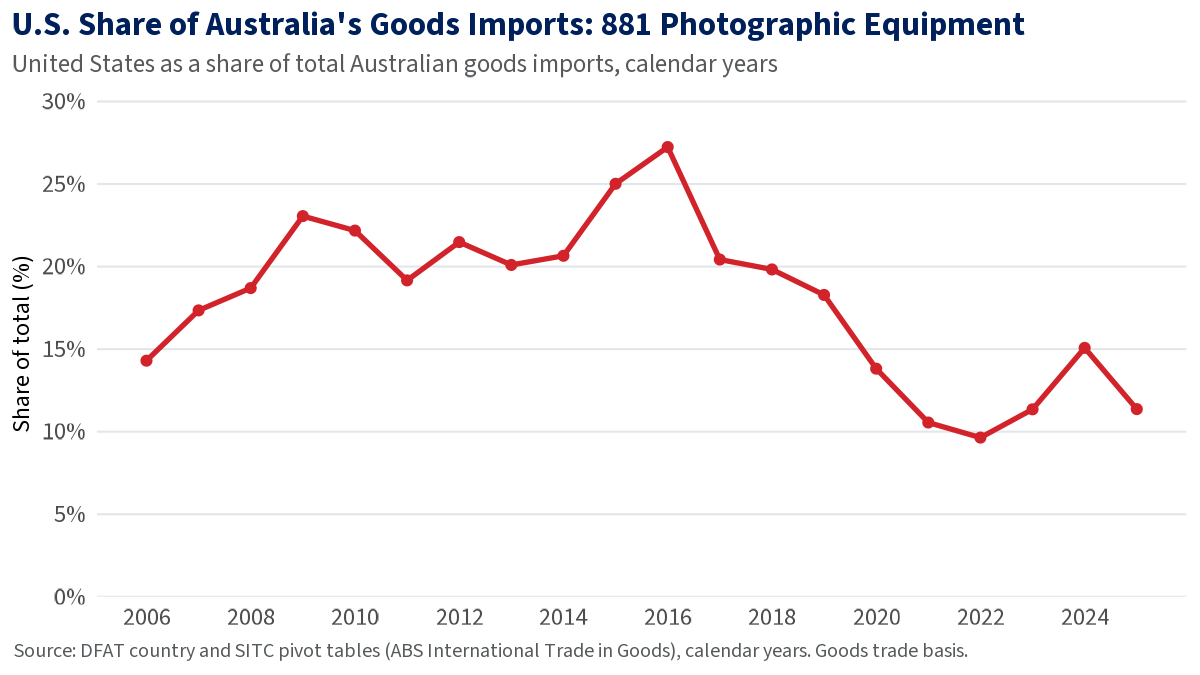 U.S. Share of Australia's Goods Imports: 881 Photographic Equipment
United States as a share of total Australian goods imports, calendar years
30%
25%
20%
15%
10%
5%
0%
Share of total (%)
2006 2008 2010 2012 2014 2016 2018 2020 2022 2024
Source: DFAT country and SITC pivot tables (ABS International Trade in Goods), calendar years. Goods trade basis.